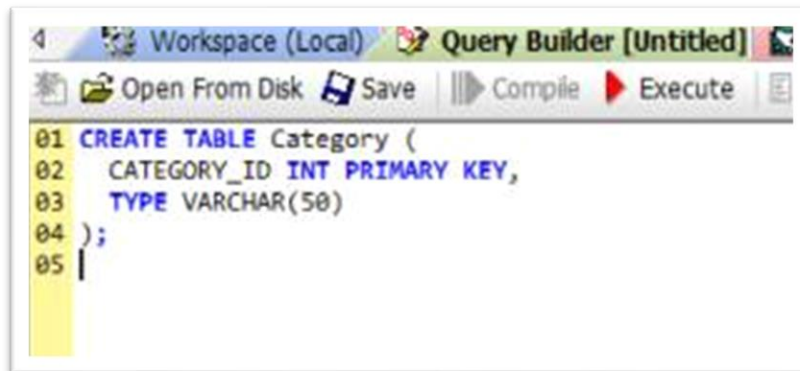 Workspace (Local) Query Builder [Untitled]
Open From Disk Save Compile Execute
01 CREATE TABLE Category (
02 CATEGORY_ID INT PRIMARY KEY,
03 TYPE VARCHAR(50)
04 );
05